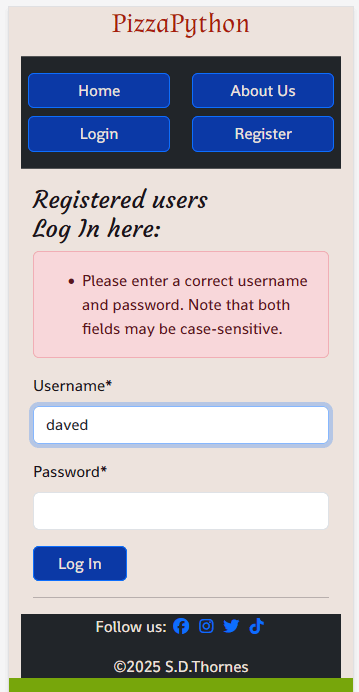 PizzaPython
Home
About Us
Login
Register
Registered users
Log In here:
• Please enter a correct username
and password. Note that both
fields may be case-sensitive.
Username*
daved
Password*
Log In
Follow us:
©2025 S.D.Thornes